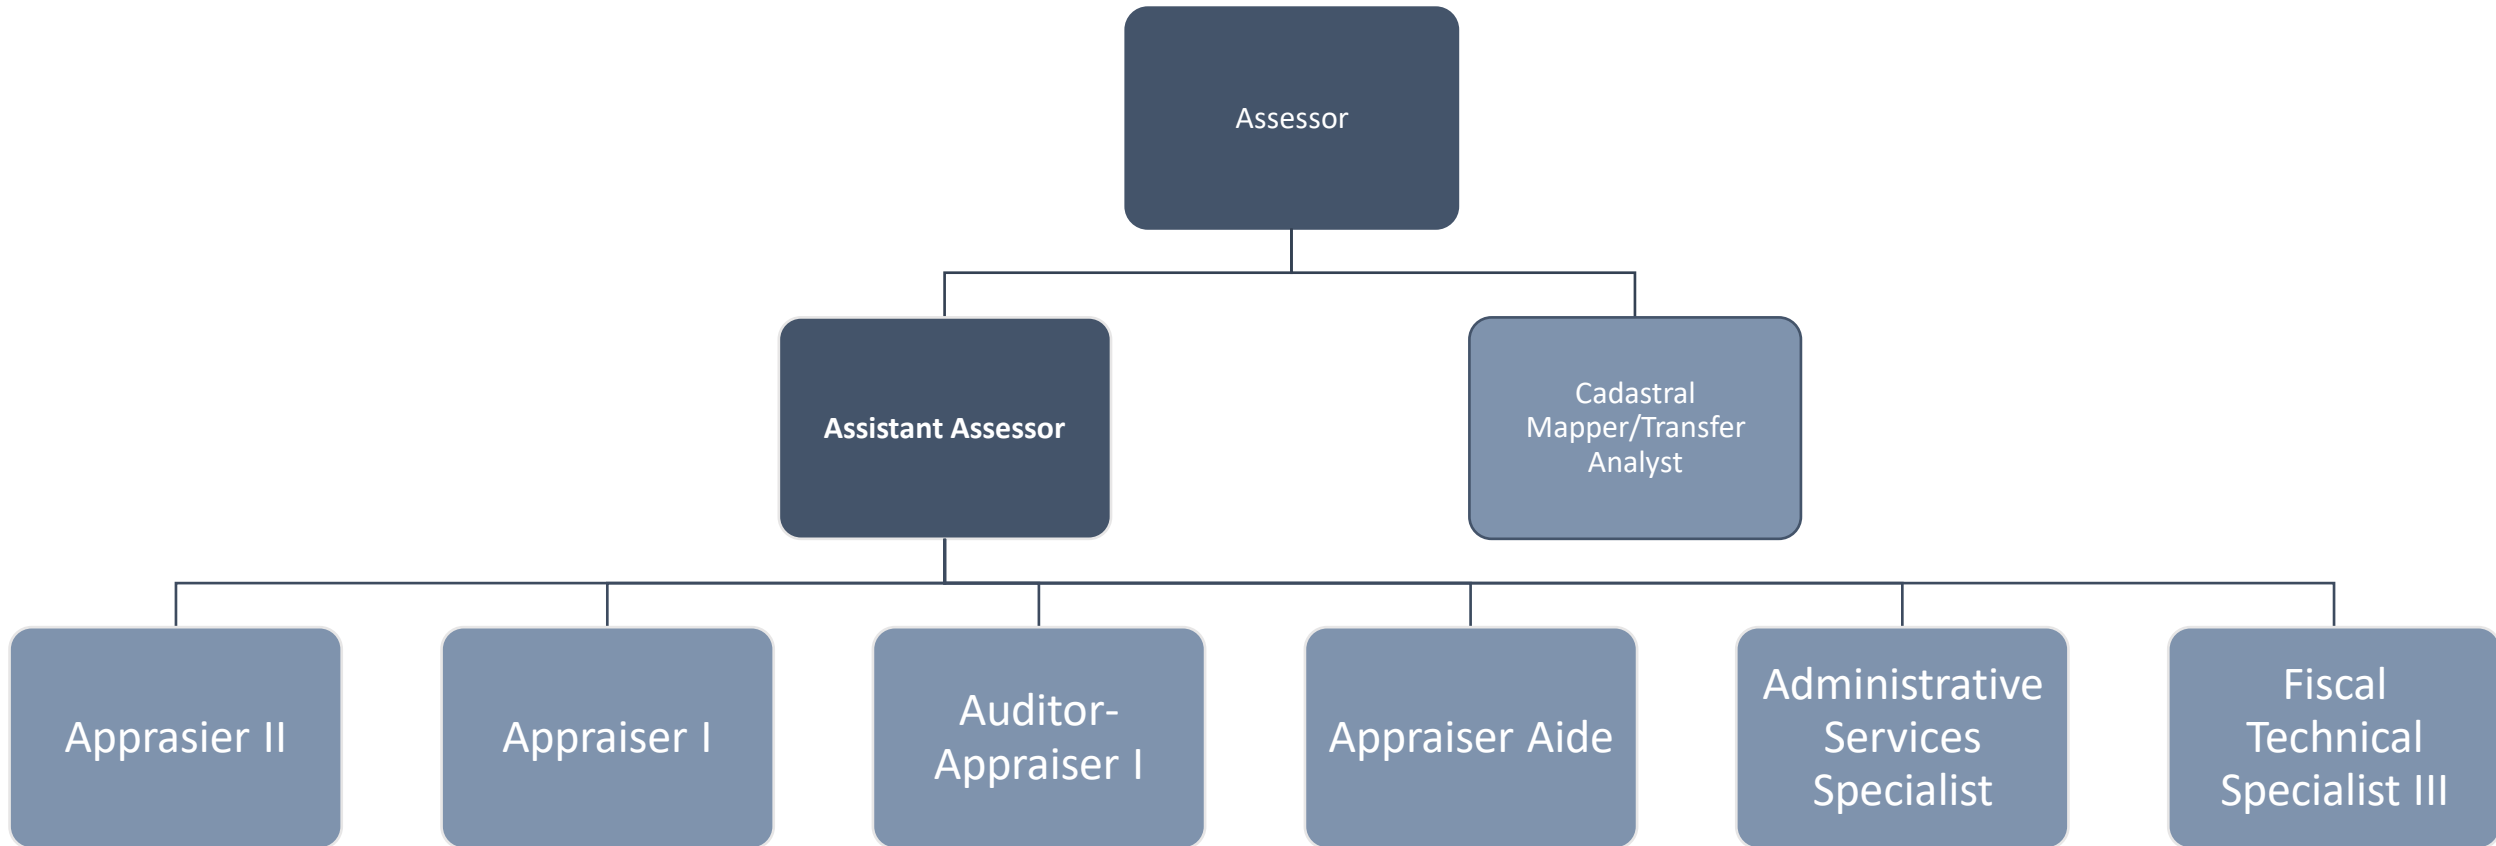 Assessor
Assistant Assessor
Cadastral
Mapper/Transfer
Analyst
Apprasier II
Appraiser I
Auditor-
Appraiser I
Appraiser Aide
Administrative
Services
Specialist
Fiscal
Technical
Specialist III